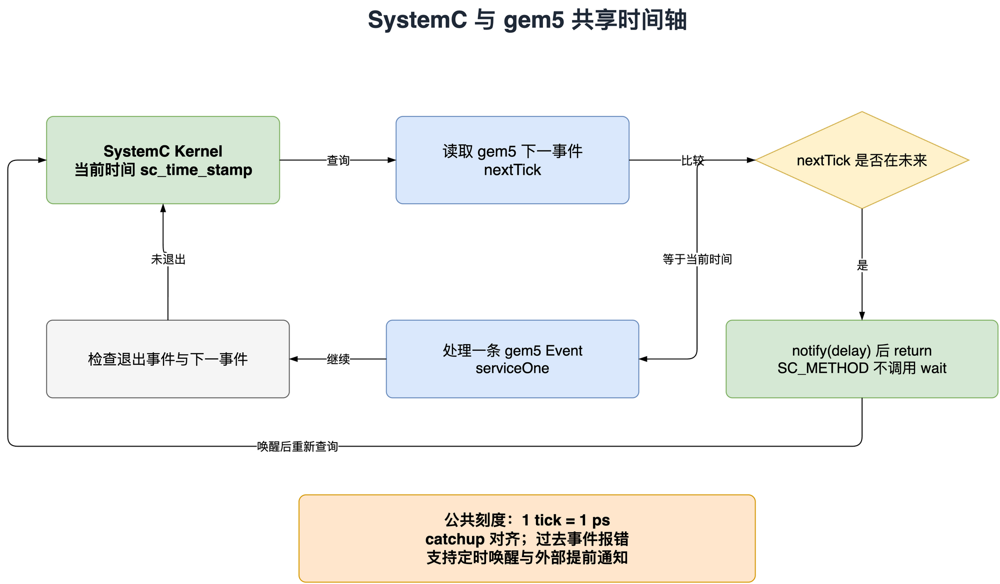 SystemC 与 gem5 共享时间轴
SystemC Kernel
当前时间 sc_time_stamp
查询
读取 gem5 下一事件
nextTick
比较
nextTick 是否在未来
未退出
等于当前时间
是
检查退出事件与下一事件
继续
处理一条 gem5 Event
serviceOne
notify(delay) 后 return
SC_METHOD 不调用 wait
唤醒后重新查询
公共刻度：1 tick = 1 ps
catchup 对齐；过去事件报错
支持定时唤醒与外部提前通知